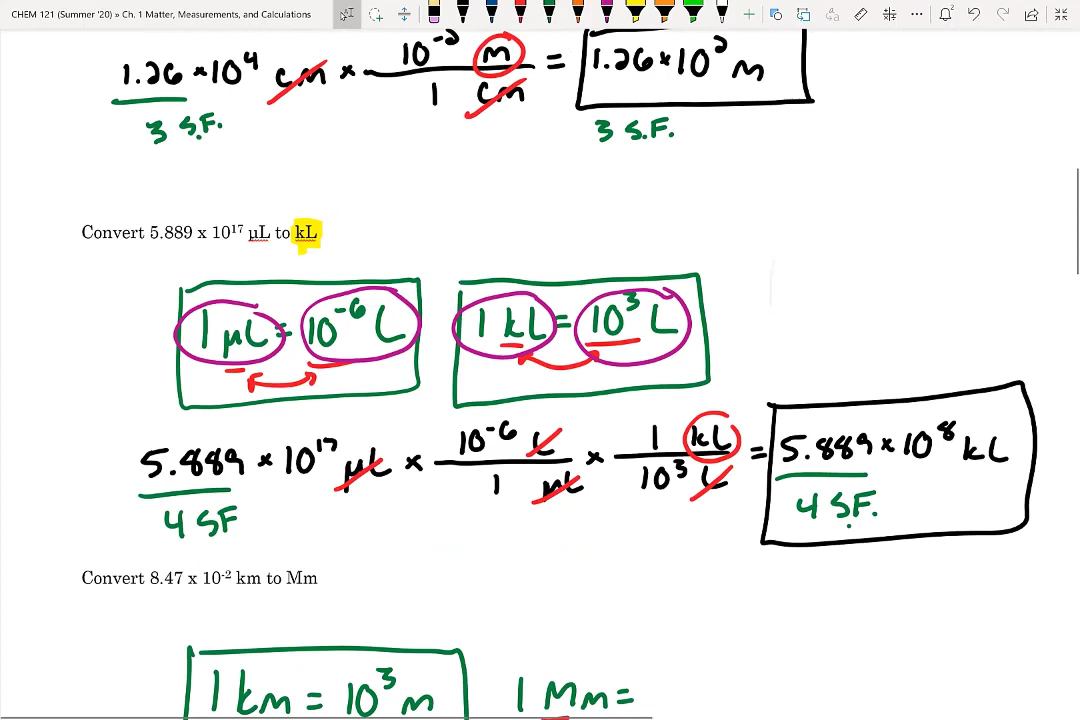 CHEM 121 (Summer '20) » Ch. 1 Matter, Measurements, and Calculations
1.26 × 10⁴ cm × 10⁻² m / 1 cm = 1.26 × 10² m
3 S.F. 3 S.F.
Convert 5.889 x 10¹⁷ µL to kL
1 µL = 10⁻⁶ L 1 kL = 10³ L
5.889 × 10¹⁷ µL × 10⁻⁶ L / 1 µL × 1 kL / 10³ L = 5.889 × 10⁸ kL
4 SF 4 S.F.
Convert 8.47 x 10⁻² km to Mm
1 km = 10³ m 1 Mm =